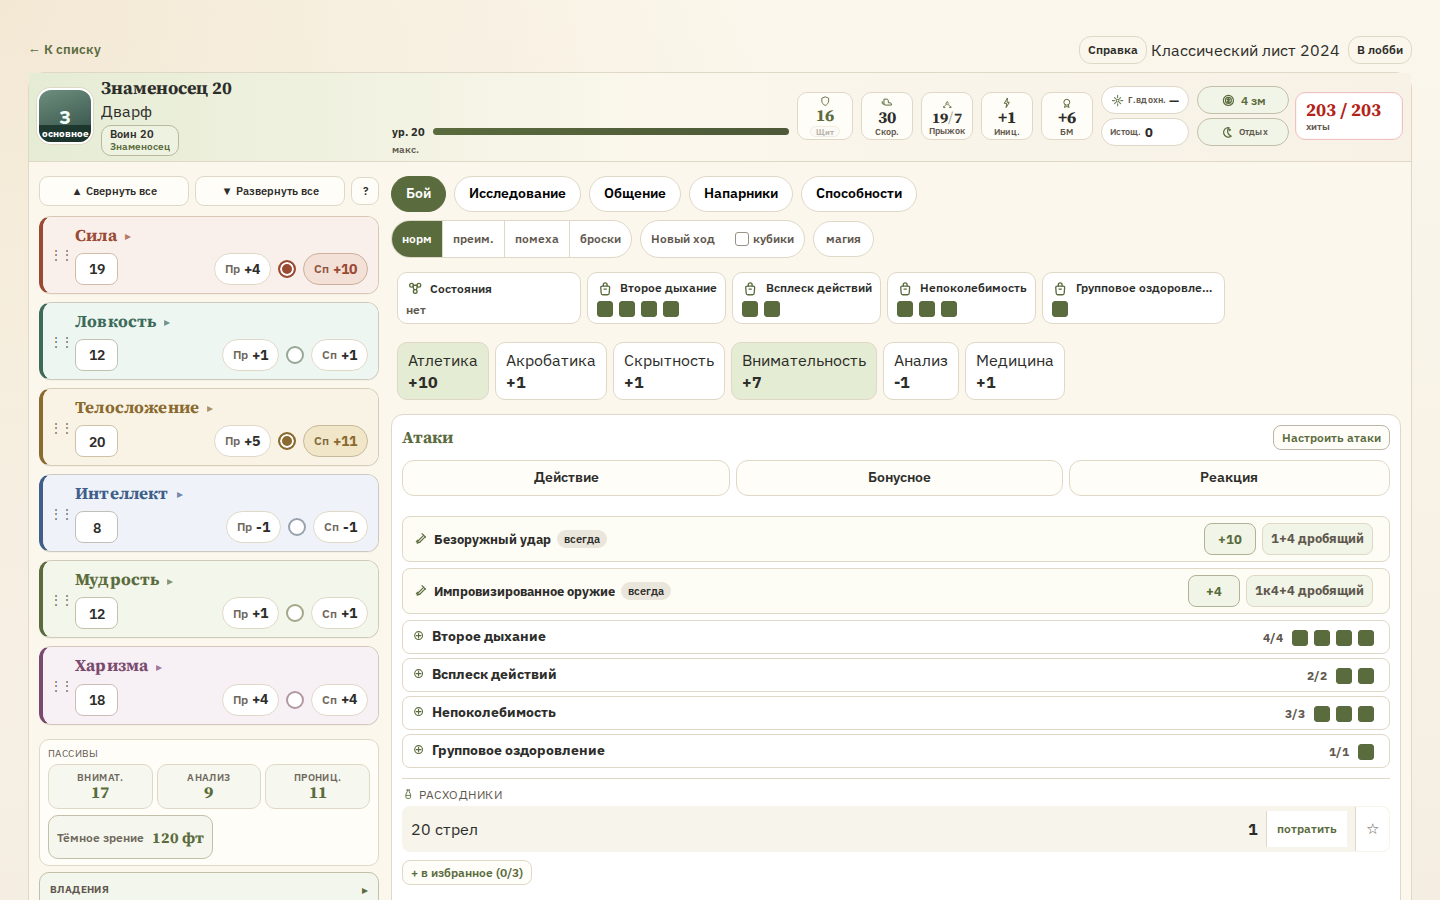 ← К списку
Справка Классический лист 2024 В лобби
З
основное
Знаменосец 20
Дварф
Воин 20
Знаменосец
ур. 20
макс.
16
Щит
30
Скор.
19/7
Прыжок
+1
Иниц.
+6
БМ
Г.вдохн. —
Истощ. 0
4 зм
Отдых
203 / 203
хиты
▲ Свернуть все ▼ Развернуть все ?
Сила ▸
19 Пр +4 Сп +10
Ловкость ▸
12 Пр +1 Сп +1
Телосложение ▸
20 Пр +5 Сп +11
Интеллект ▸
8 Пр -1 Сп -1
Мудрость ▸
12 Пр +1 Сп +1
Харизма ▸
18 Пр +4 Сп +4
ПАССИВЫ
ВНИМАТ. АНАЛИЗ ПРОНИЦ.
17 9 11
Тёмное зрение 120 фт
ВЛАДЕНИЯ ▸
Бой Исследование Общение Напарники Способности
норм преим. помеха броски Новый ход кубики магия
Состояния
нет
Второе дыхание
Всплеск действий
Непоколебимость
Групповое оздоровле...
Атлетика Акробатика Скрытность Внимательность Анализ Медицина
+10 +1 +1 +7 -1 +1
Атаки Настроить атаки
Действие Бонусное Реакция
Безоружный удар всегда +10 1+4 дробящий
Импровизированное оружие всегда +4 1к4+4 дробящий
Второе дыхание 4/4
Всплеск действий 2/2
Непоколебимость 3/3
Групповое оздоровление 1/1
РАСХОДНИКИ
20 стрел 1 потратить ☆
+ в избранное (0/3)